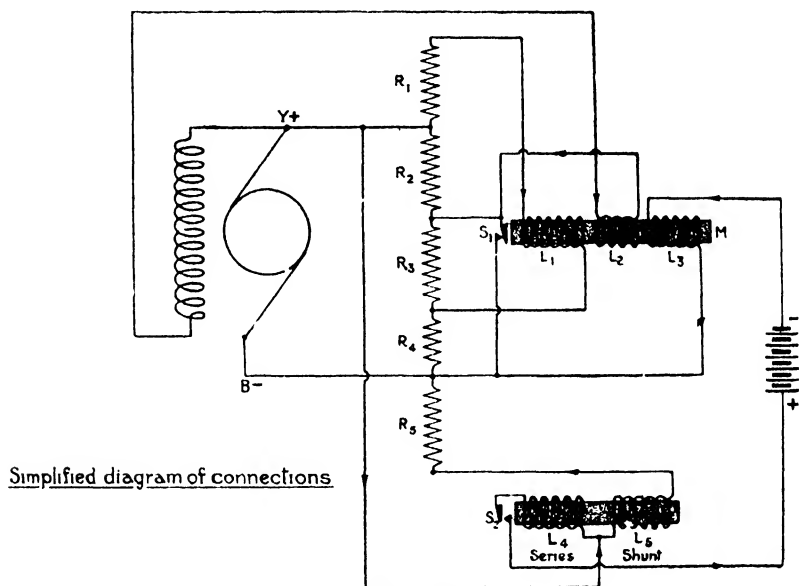 R1
Y+
R2
S1
M
L1 L2 L3
R3
R4
-
B-
+
R5
Simplified diagram of connections
S2
L4 L5
Series Shunt